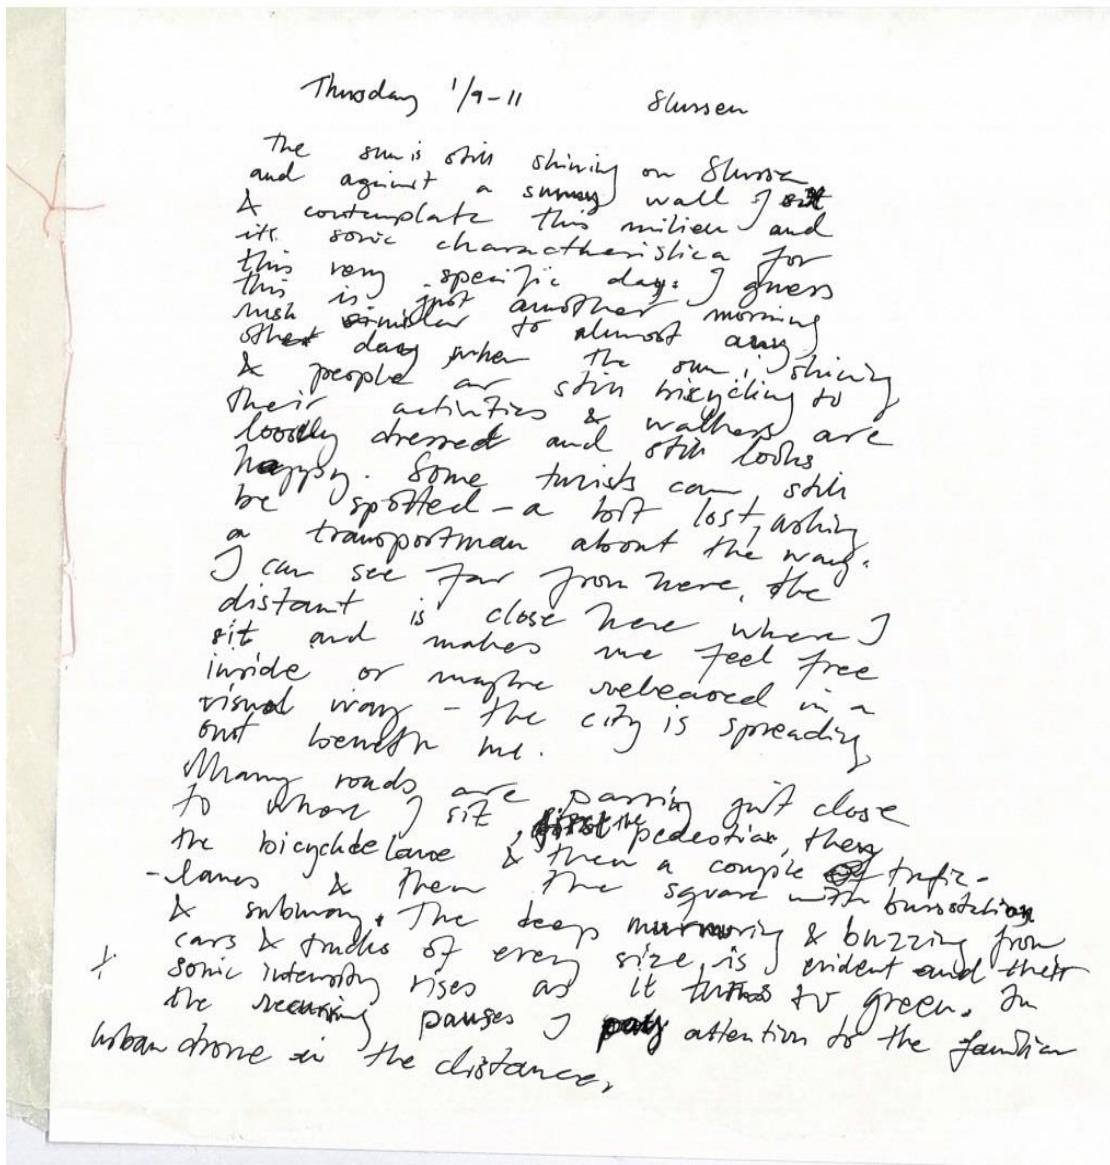 Thursday 1/9-11 Slussen
The sun is still shining on Slussen
and against a sunny wall I sit
& contemplate this milieu and
its sonic charactheristica for
this very specific day. I guess
this is just another morning
rush similar to almost any
other day when the sun is shining
& people are still bicycling to
their activities & walkers are
loosely dressed and still looks
happy. Some turists can still
be spotted – a bit lost, asking
a transportman about the way.
I can see far from here, the
distant is close here where I
sit and makes me feel free
inside or maybe released in a
visual way – the city is spreading
out beneth me.
Many roads are passing just close
to where I sit, first the pedestian, then
the bicycle lane & then a couple of trafic-
-lanes & then the square with busstation
& subway. The deep murmuring & buzzing from
cars & trucks of every size is evident and their
sonic intensity rises as it turns to green. In
the recurring pauses I pay attention to the familiar
urban drone in the distance.